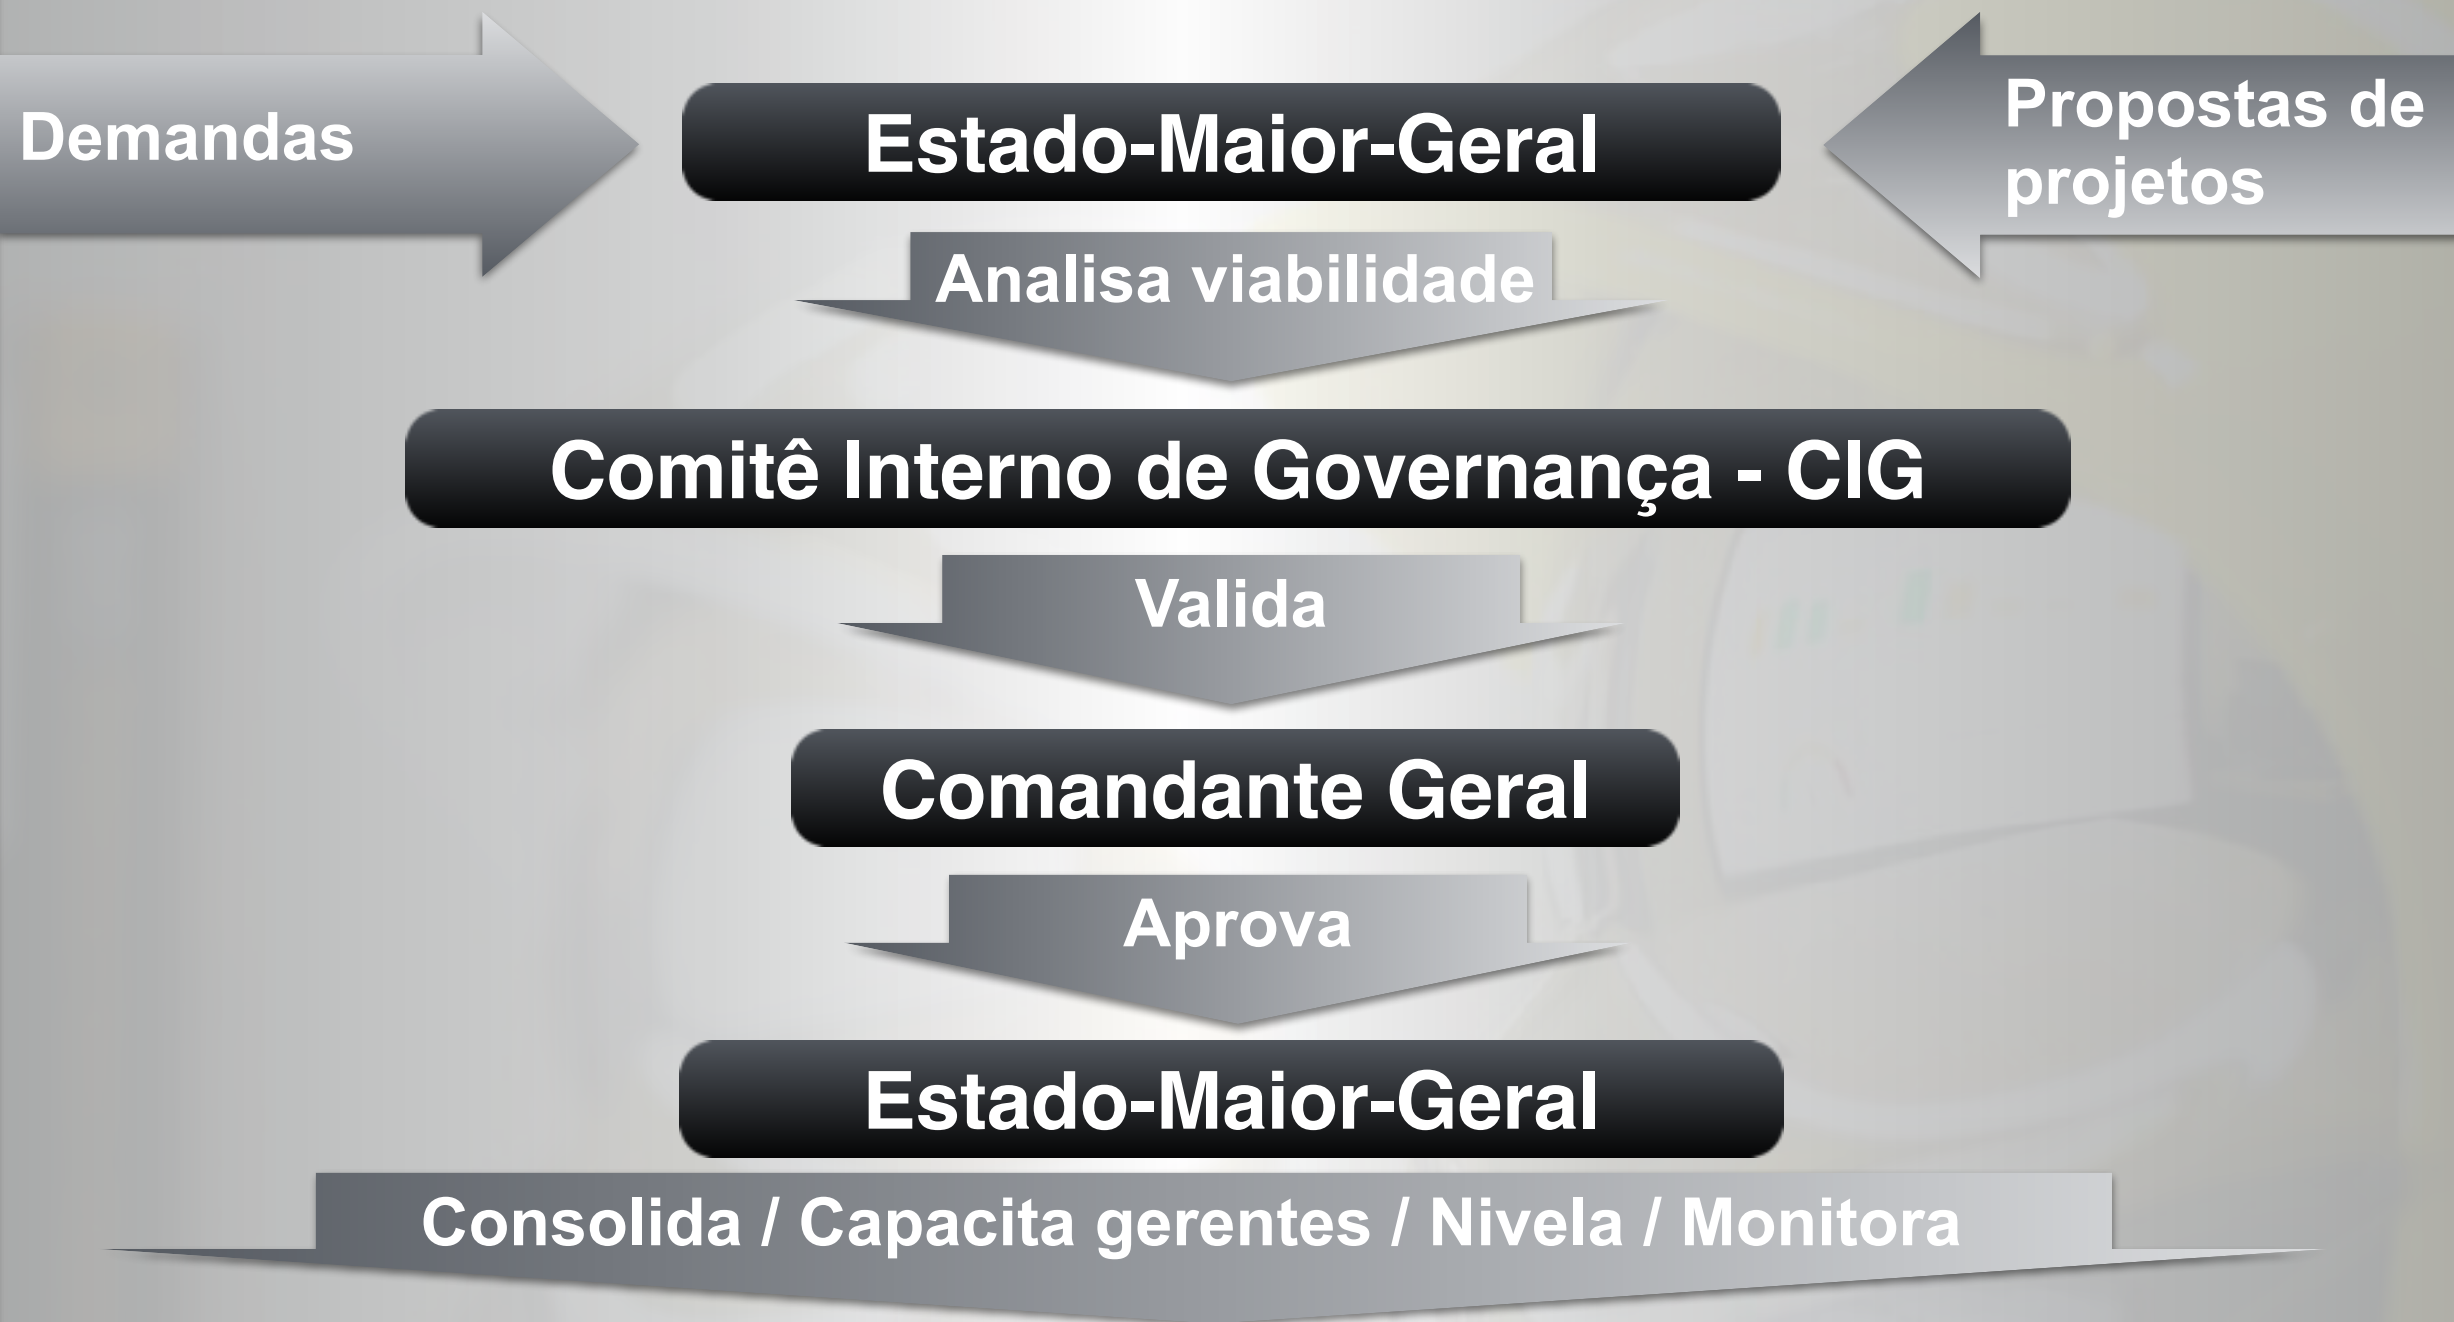 Demandas
Estado-Maior-Geral
Propostas de
projetos
Analisa viabilidade
Comitê Interno de Governança - CIG
Valida
Comandante Geral
Aprova
Estado-Maior-Geral
Consolida / Capacita gerentes / Nivela / Monitora